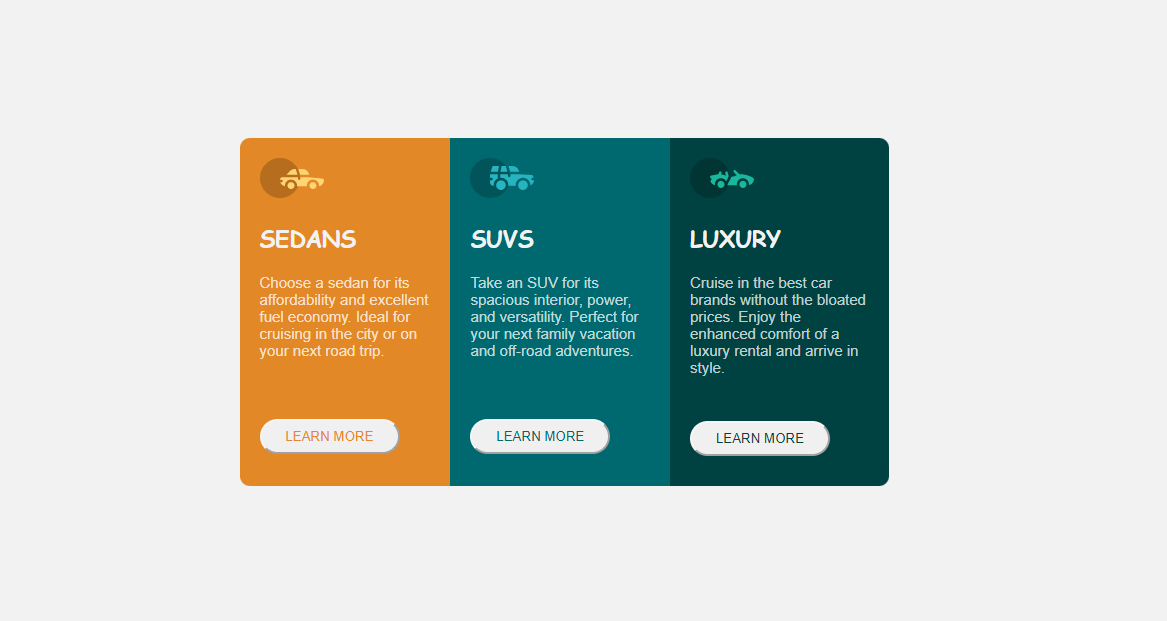 SEDANS
Choose a sedan for its
affordability and excellent
fuel economy. Ideal for
cruising in the city or on
your next road trip.
LEARN MORE
SUVS
Take an SUV for its
spacious interior, power,
and versatility. Perfect for
your next family vacation
and off-road adventures.
LEARN MORE
LUXURY
Cruise in the best car
brands without the bloated
prices. Enjoy the
enhanced comfort of a
luxury rental and arrive in
style.
LEARN MORE